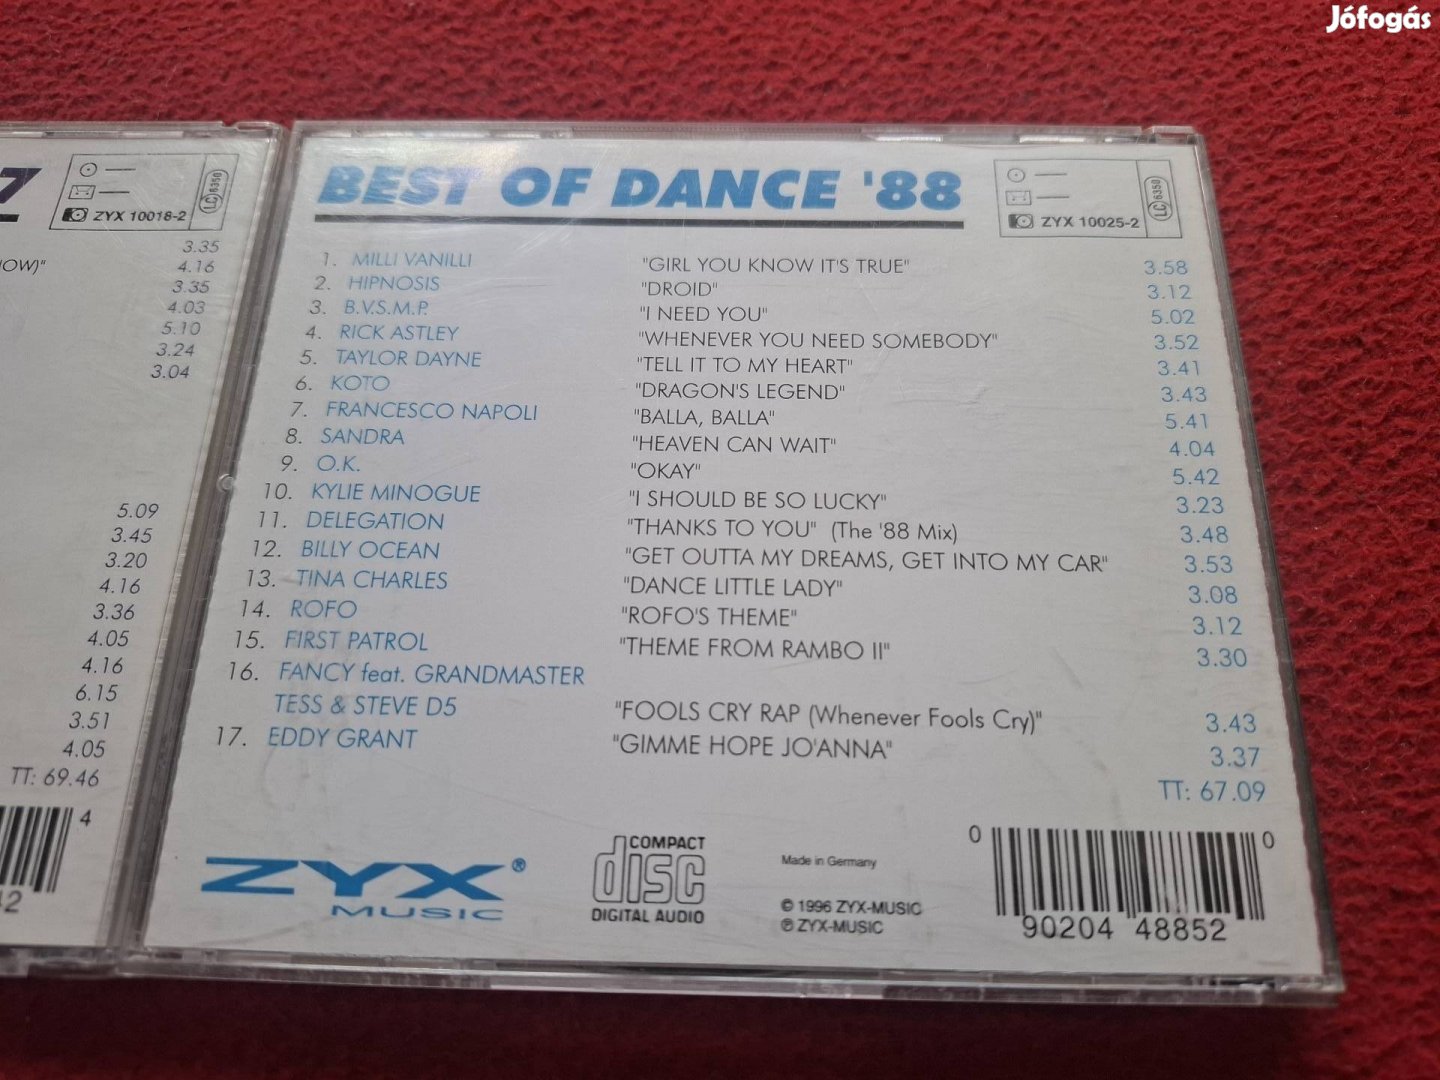 Jófogás
7
ZYX 10018-2
LC 6350
3.35
OW)" 4.16
3.35
4.03
5.10
3.24
3.04
5.09
3.45
3.20
4.16
3.36
4.05
4.16
6.15
3.51
4.05
TT: 69.46
4
2
BEST OF DANCE '88
ZYX 10025-2
LC 6350
1. MILLI VANILLI "GIRL YOU KNOW IT'S TRUE" 3.58
2. HIPNOSIS "DROID" 3.12
3. B.V.S.M.P. "I NEED YOU" 5.02
4. RICK ASTLEY "WHENEVER YOU NEED SOMEBODY" 3.52
5. TAYLOR DAYNE "TELL IT TO MY HEART" 3.41
6. KOTO "DRAGON'S LEGEND" 3.43
7. FRANCESCO NAPOLI "BALLA, BALLA" 5.41
8. SANDRA "HEAVEN CAN WAIT" 4.04
9. O.K. "OKAY" 5.42
10. KYLIE MINOGUE "I SHOULD BE SO LUCKY" 3.23
11. DELEGATION "THANKS TO YOU" (The '88 Mix) 3.48
12. BILLY OCEAN "GET OUTTA MY DREAMS, GET INTO MY CAR" 3.53
13. TINA CHARLES "DANCE LITTLE LADY" 3.08
14. ROFO "ROFO'S THEME" 3.12
15. FIRST PATROL "THEME FROM RAMBO II" 3.30
16. FANCY feat. GRANDMASTER
TESS & STEVE D5 "FOOLS CRY RAP (Whenever Fools Cry)" 3.43
17. EDDY GRANT "GIMME HOPE JO'ANNA" 3.37
TT: 67.09
ZYX ®
MUSIC
COMPACT
disc
DIGITAL AUDIO
Made in Germany
© 1996 ZYX-MUSIC
℗ ZYX-MUSIC
0 90204 48852 0